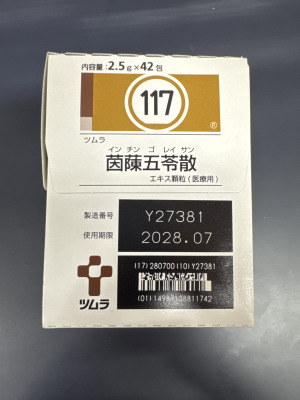 内容量:2.5g×42包
117
®
ツムラ
イン チン ゴ レイ サン
茵蔯五苓散
エキス顆粒(医療用)
製造番号 Y27381
使用期限 2028.07
(17)280700(10)Y27381
(01)14987138811742
ツムラ